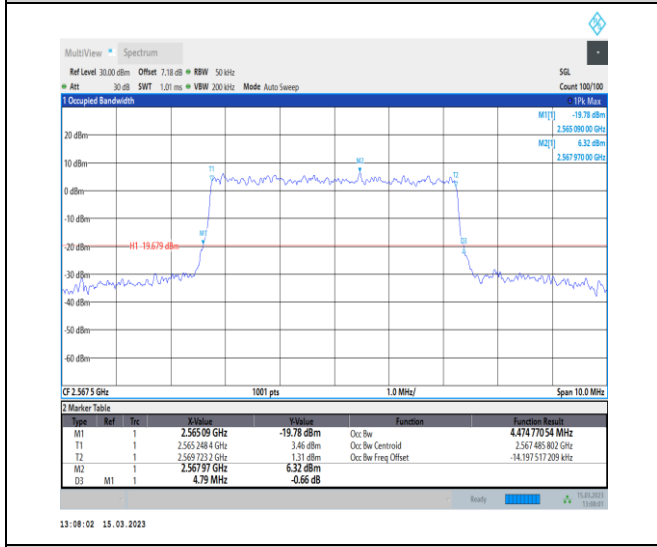 MultiView Spectrum
Ref Level 30.00 dBm Offset 7.18 dB RBW 50 kHz SGL
Att 30 dB SWT 1.01 ms VBW 200 kHz Mode Auto Sweep Count 100/100
1 Occupied Bandwidth 1Pk Max
M1[1] -19.78 dBm
2.565 090 00 GHz
M2[1] 6.32 dBm
2.567 970 00 GHz
20 dBm
10 dBm
T1 M2 T2
0 dBm
-10 dBm
M1
D3
-20 dBm H1 -19.679 dBm
-30 dBm
-40 dBm
-50 dBm
-60 dBm
CF 2.567 5 GHz 1001 pts 1.0 MHz/ Span 10.0 MHz
2 Marker Table
Type Ref Trc X-Value Y-Value Function Function Result
M1 1 2.565 09 GHz -19.78 dBm Occ Bw 4.474 770 54 MHz
T1 1 2.565 248 4 GHz 3.46 dBm Occ Bw Centroid 2.567 485 802 GHz
T2 1 2.569 723 2 GHz 1.31 dBm Occ Bw Freq Offset -14.197 517 209 kHz
M2 1 2.567 97 GHz 6.32 dBm
D3 M1 1 4.79 MHz -0.66 dB
Ready 15.03.2023
13:08:01
13:08:02 15.03.2023